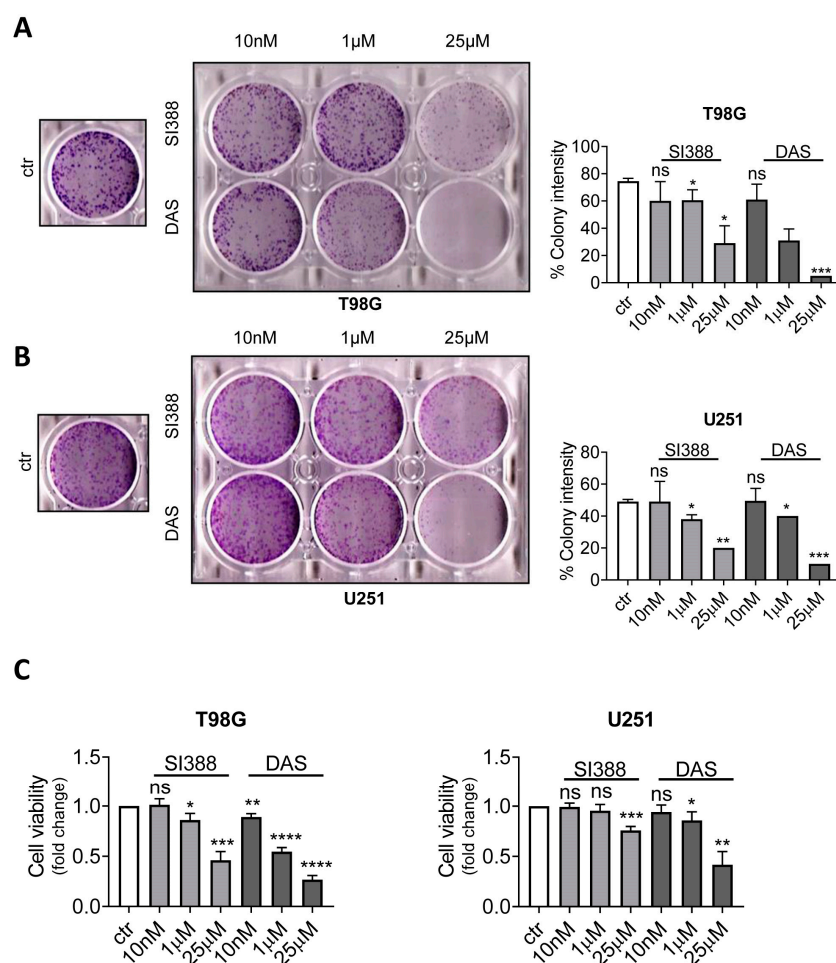 A
10nM 1µM 25µM
ctr
SI388
DAS
T98G
T98G
% Colony intensity
100
80
60
40
20
0
SI388 DAS
ns * * ns ***
ctr 10nM 1µM 25µM 10nM 1µM 25µM
B
10nM 1µM 25µM
ctr
SI388
DAS
U251
U251
% Colony intensity
80
60
40
20
0
SI388 DAS
ns * ** ns * ***
ctr 10nM 1µM 25µM 10nM 1µM 25µM
C
T98G
Cell viability
(fold change)
1.5
1.0
0.5
0.0
SI388 DAS
ns * *** ** **** ****
ctr 10nM 1µM 25µM 10nM 1µM 25µM
U251
Cell viability
(fold change)
1.5
1.0
0.5
0.0
SI388 DAS
ns ns *** ns * **
ctr 10nM 1µM 25µM 10nM 1µM 25µM